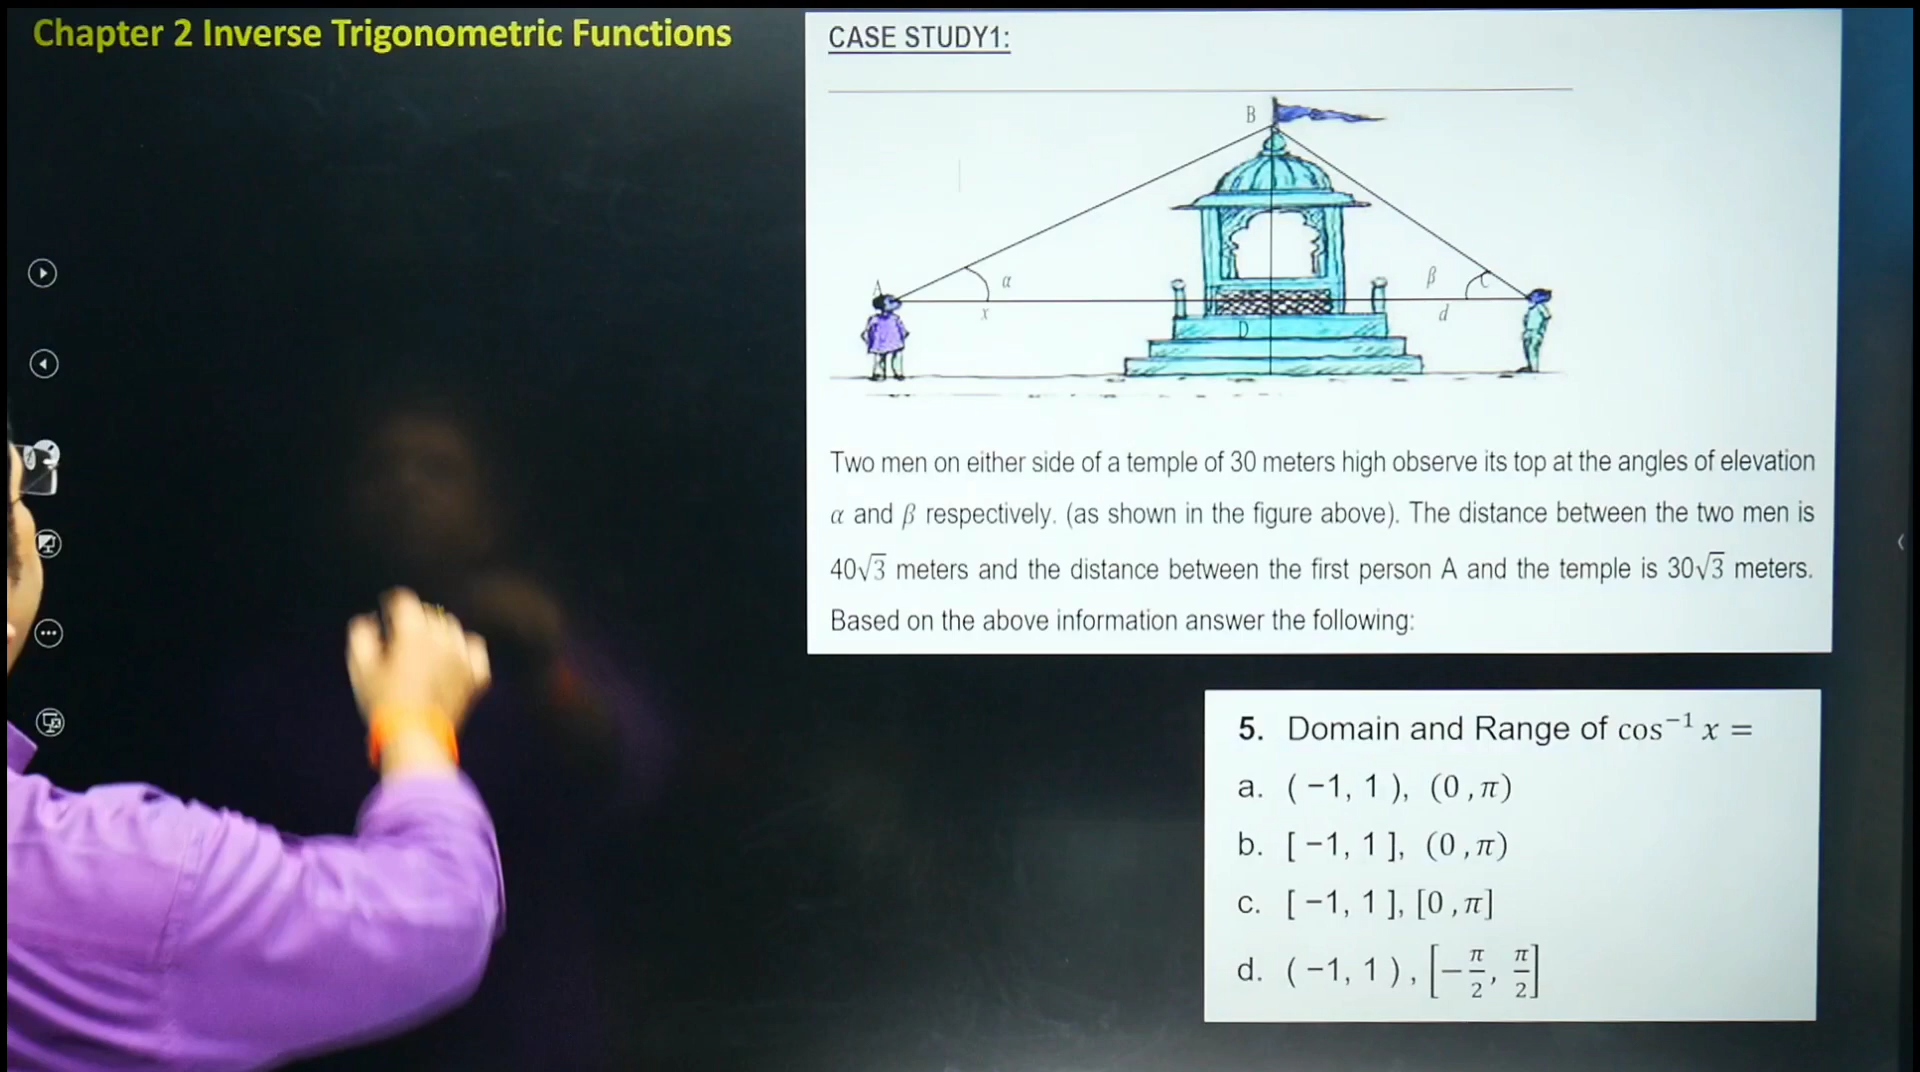 Chapter 2 Inverse Trigonometric Functions
CASE STUDY1:
B
A
α
β
C
x
d
D
Two men on either side of a temple of 30 meters high observe its top at the angles of elevation
α and β respectively. (as shown in the figure above). The distance between the two men is
40√3 meters and the distance between the first person A and the temple is 30√3 meters.
Based on the above information answer the following:
5. Domain and Range of cos⁻¹ x =
a. ( −1, 1 ), (0 , π)
b. [ −1, 1 ], (0 , π)
c. [ −1, 1 ], [0 , π]
d. ( −1, 1 ) , [−π/2, π/2]